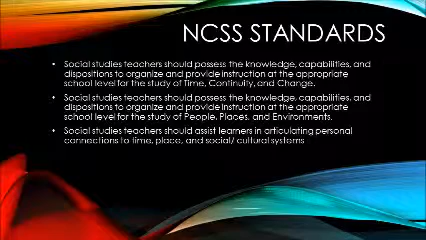 NCSS STANDARDS
• Social studies teachers should possess the knowledge, capabilities, and
dispositions to organize and provide instruction at the appropriate
school level for the study of Time, Continuity, and Change.
• Social studies teachers should possess the knowledge, capabilities, and
dispositions to organize and provide instruction at the appropriate
school level for the study of People, Places, and Environments.
• Social studies teachers should assist learners in articulating personal
connections to time, place, and social/ cultural systems